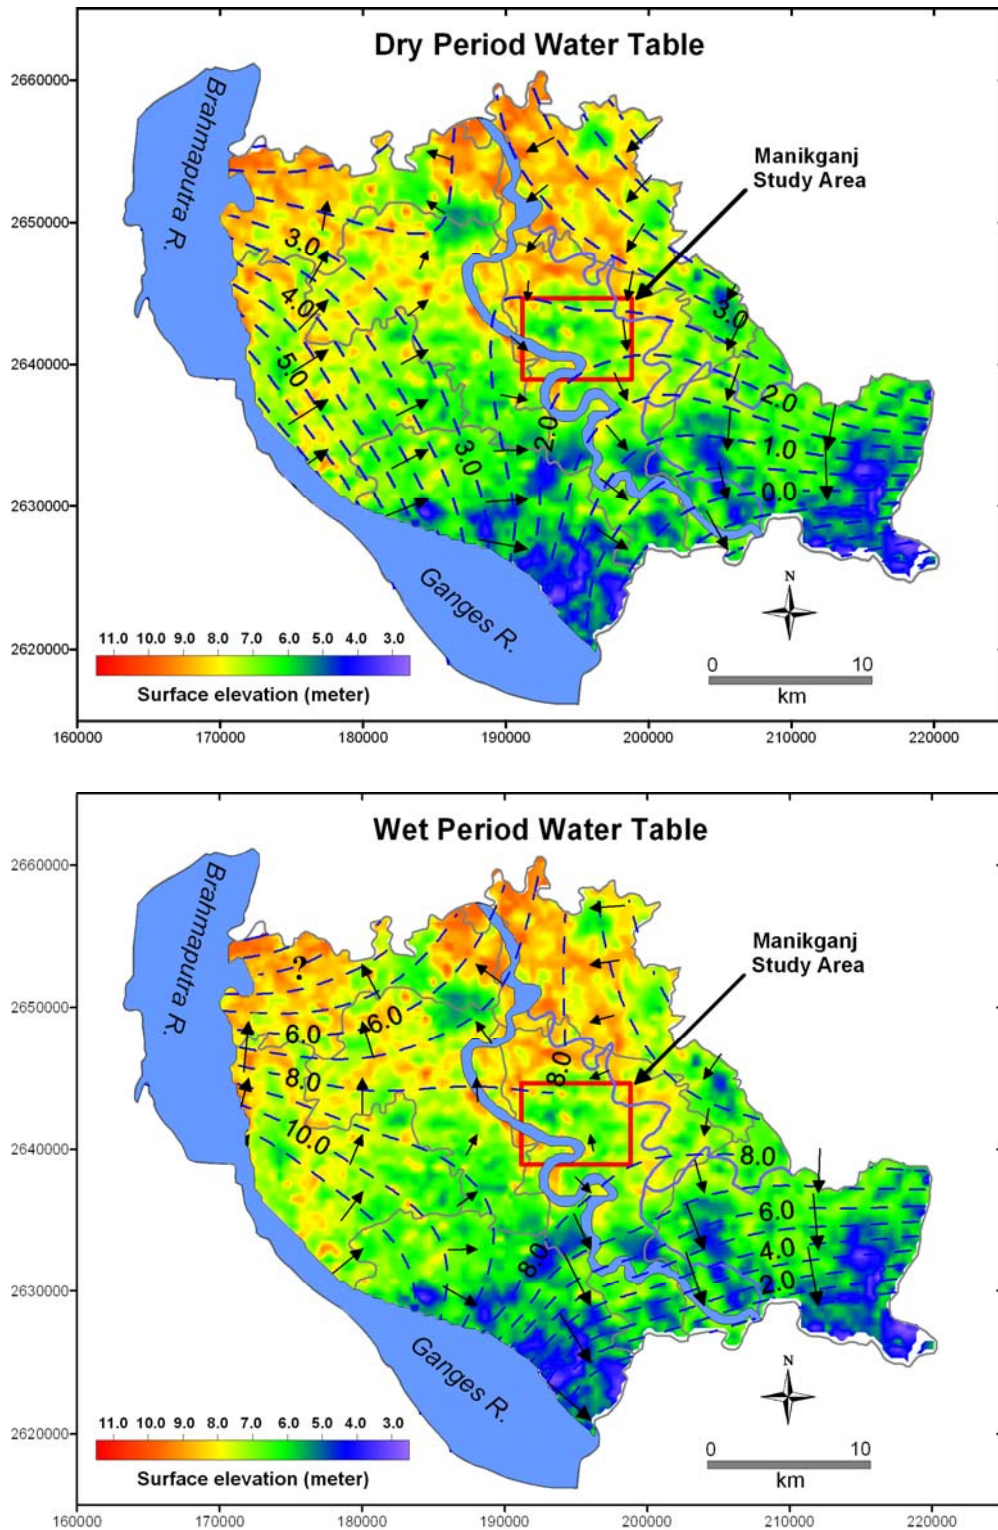 Dry Period Water Table
2660000
2650000
2640000
2630000
2620000
Brahmaputra R.
Manikganj
Study Area
3.0
4.0
5.0
3.0
2.0
3.0
2.0
1.0
0.0
Ganges R.
N
11.0 10.0 9.0 8.0 7.0 6.0 5.0 4.0 3.0
Surface elevation (meter)
0 10
km
160000 170000 180000 190000 200000 210000 220000
Wet Period Water Table
2660000
2650000
2640000
2630000
2620000
Brahmaputra R.
Manikganj
Study Area
?
6.0
6.0
8.0
10.0
8.0
8.0
8.0
6.0
4.0
2.0
Ganges R.
N
11.0 10.0 9.0 8.0 7.0 6.0 5.0 4.0 3.0
Surface elevation (meter)
0 10
km
160000 170000 180000 190000 200000 210000 220000